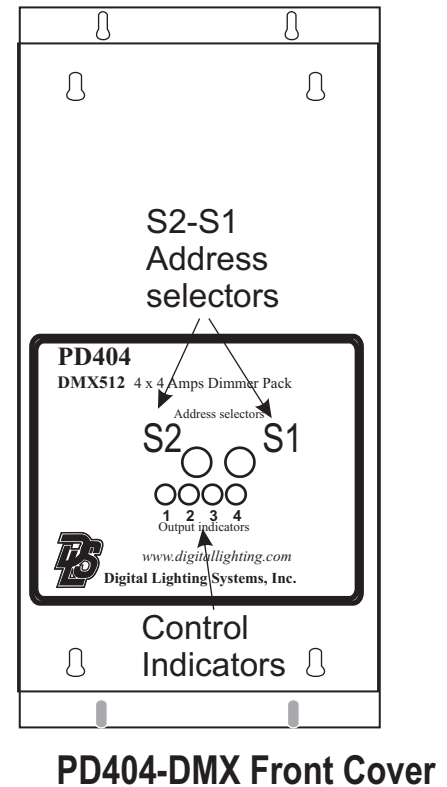 S2-S1
Address
selectors
PD404
DMX512 4 x 4 Amps Dimmer Pack
Address selectors
S2 S1
1 2 3 4
Output indicators
DLS
www.digitallighting.com
Digital Lighting Systems, Inc.
Control
Indicators
PD404-DMX Front Cover